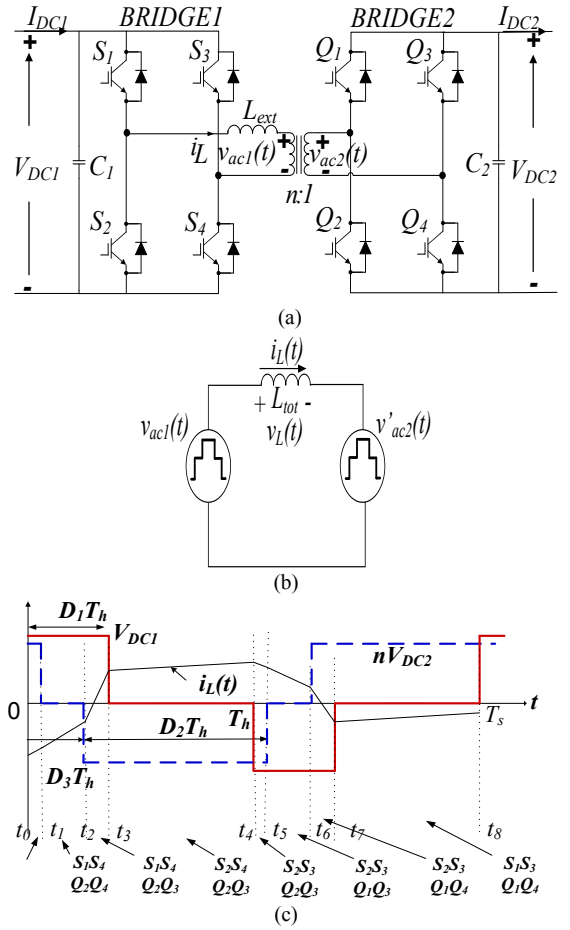 I_DC1 BRIDGE1 BRIDGE2 I_DC2
+ S_1 S_3 Q_1 Q_3 +
L_ext
V_DC1 C_1 i_L v_ac1(t) + + v_ac2(t) C_2 V_DC2
- -
n:1
S_2 S_4 Q_2 Q_4
- -
(a)
i_L(t)
+ L_tot -
v_ac1(t) v_L(t) v'_ac2(t)
(b)
D_1T_h
V_DC1 nV_DC2
i_L(t)
0 T_h t
D_2T_h T_s
D_3T_h
t_0 t_1 t_2 t_3 t_4 t_5 t_6 t_7 t_8
S_1S_4 S_1S_4 S_2S_4 S_2S_3 S_2S_3 S_2S_3 S_1S_3
Q_2Q_4 Q_2Q_3 Q_2Q_3 Q_2Q_3 Q_1Q_3 Q_1Q_4 Q_1Q_4
(c)